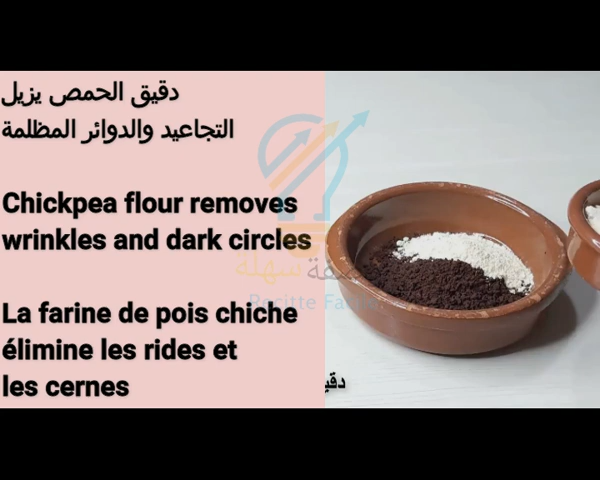 دقيق الحمص يزيل
التجاعيد والدوائر المظلمة
Chickpea flour removes
wrinkles and dark circles
La farine de pois chiche
élimine les rides et
les cernes
سهلة